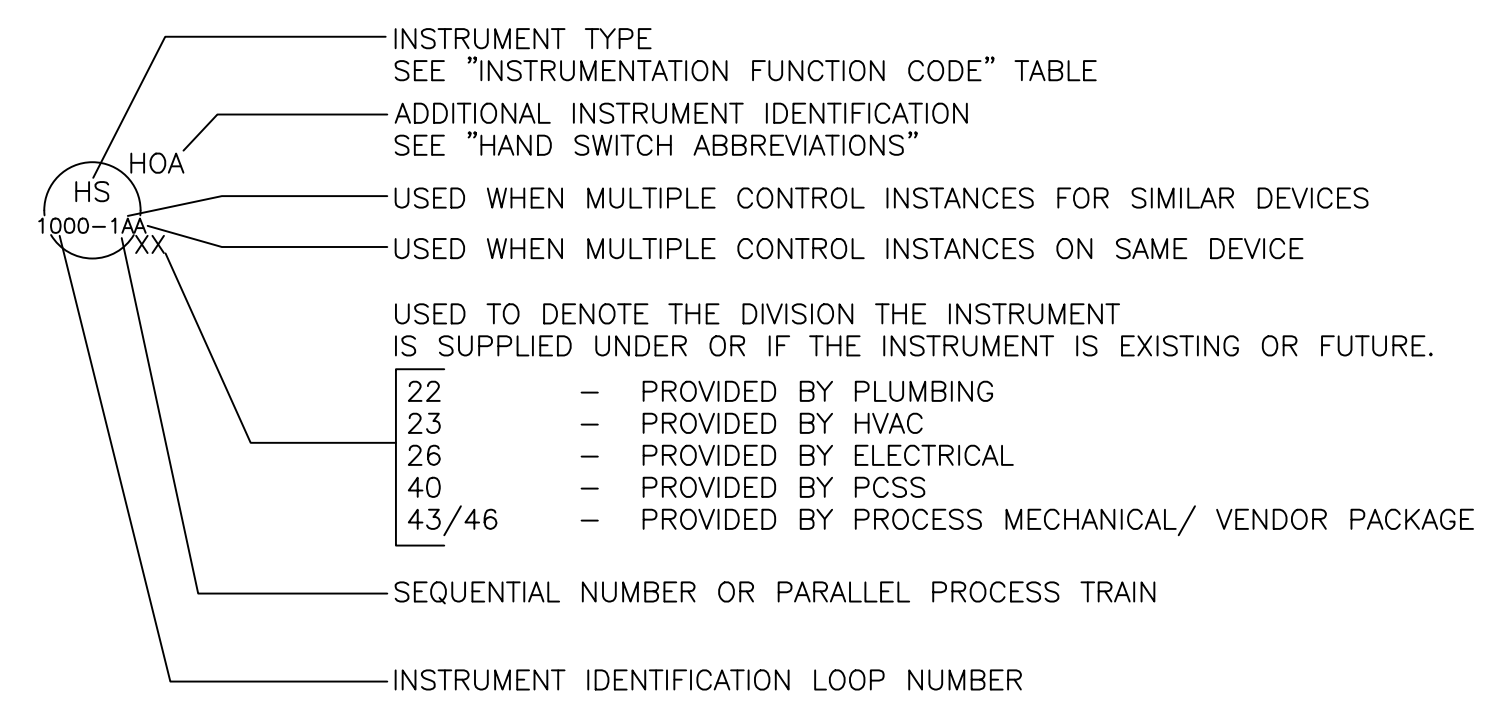 INSTRUMENT TYPE
SEE "INSTRUMENTATION FUNCTION CODE" TABLE
ADDITIONAL INSTRUMENT IDENTIFICATION
SEE "HAND SWITCH ABBREVIATIONS"
HOA
HS
1000-1AA
XX
USED WHEN MULTIPLE CONTROL INSTANCES FOR SIMILAR DEVICES
USED WHEN MULTIPLE CONTROL INSTANCES ON SAME DEVICE
USED TO DENOTE THE DIVISION THE INSTRUMENT
IS SUPPLIED UNDER OR IF THE INSTRUMENT IS EXISTING OR FUTURE.
22 - PROVIDED BY PLUMBING
23 - PROVIDED BY HVAC
26 - PROVIDED BY ELECTRICAL
40 - PROVIDED BY PCSS
43/46 - PROVIDED BY PROCESS MECHANICAL/ VENDOR PACKAGE
SEQUENTIAL NUMBER OR PARALLEL PROCESS TRAIN
INSTRUMENT IDENTIFICATION LOOP NUMBER